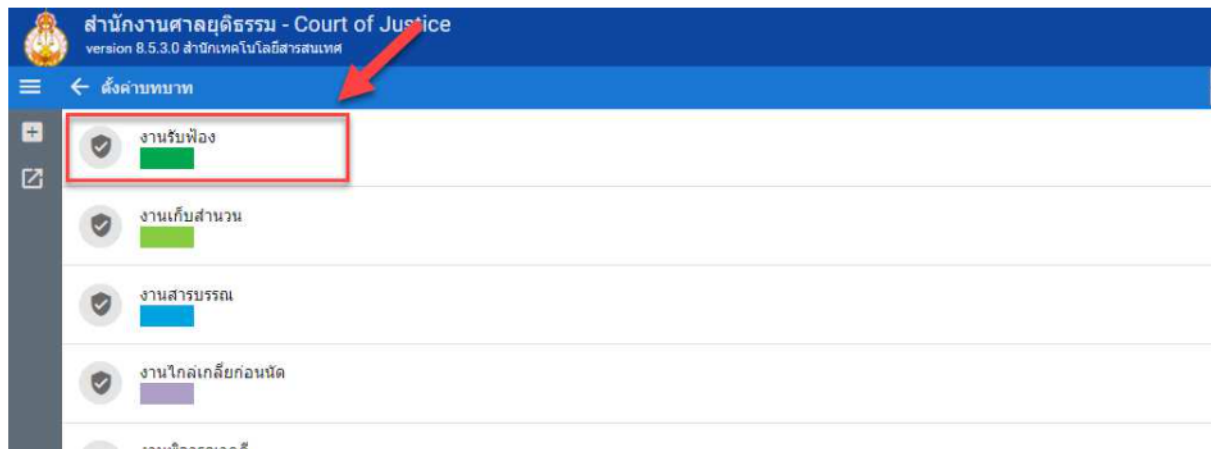 สำนักงานศาลยุติธรรม - Court of Justice
version 8.5.3.0 สำนักเทคโนโลยีสารสนเทศ
ตั้งค่าบทบาท
งานรับฟ้อง
งานเก็บสำนวน
งานสารบรรณ
งานไกล่เกลี่ยก่อนนัด